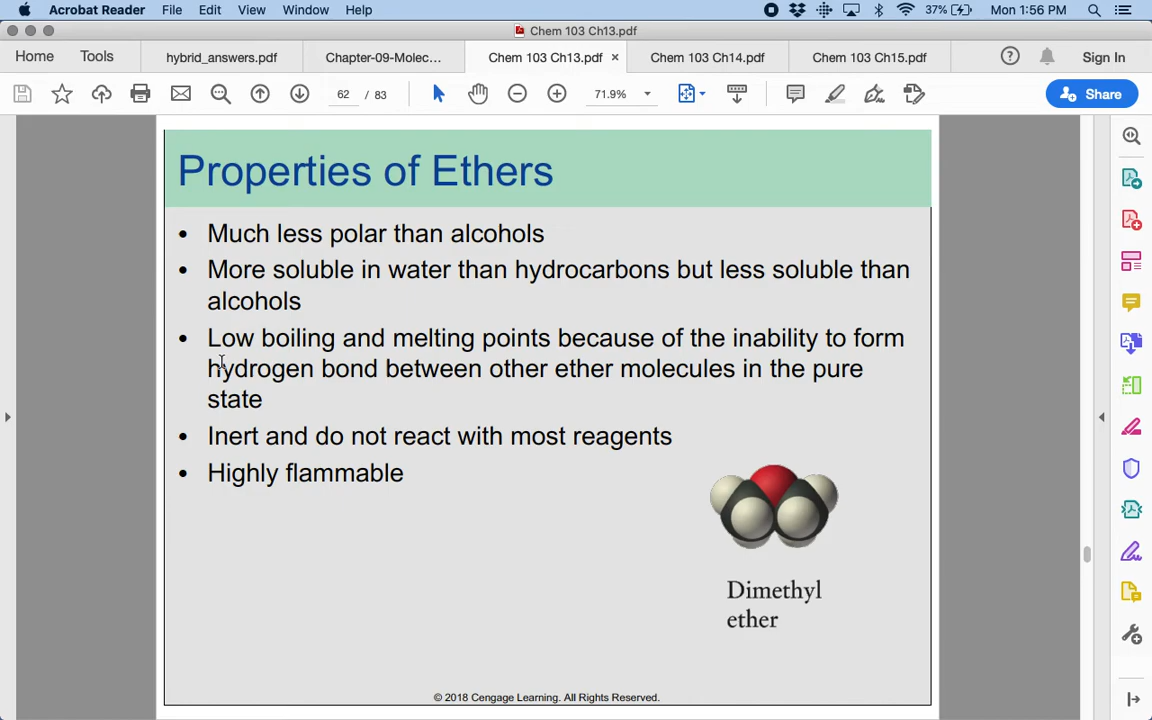 Acrobat Reader File Edit View Window Help 37% Mon 1:56 PM
Chem 103 Ch13.pdf
Home Tools hybrid_answers.pdf Chapter-09-Molec... Chem 103 Ch13.pdf × Chem 103 Ch14.pdf Chem 103 Ch15.pdf Sign In
62 / 83 71.9% Share
Properties of Ethers
• Much less polar than alcohols
• More soluble in water than hydrocarbons but less soluble than
alcohols
• Low boiling and melting points because of the inability to form
hydrogen bond between other ether molecules in the pure
state
• Inert and do not react with most reagents
• Highly flammable
Dimethyl
ether
© 2018 Cengage Learning. All Rights Reserved.